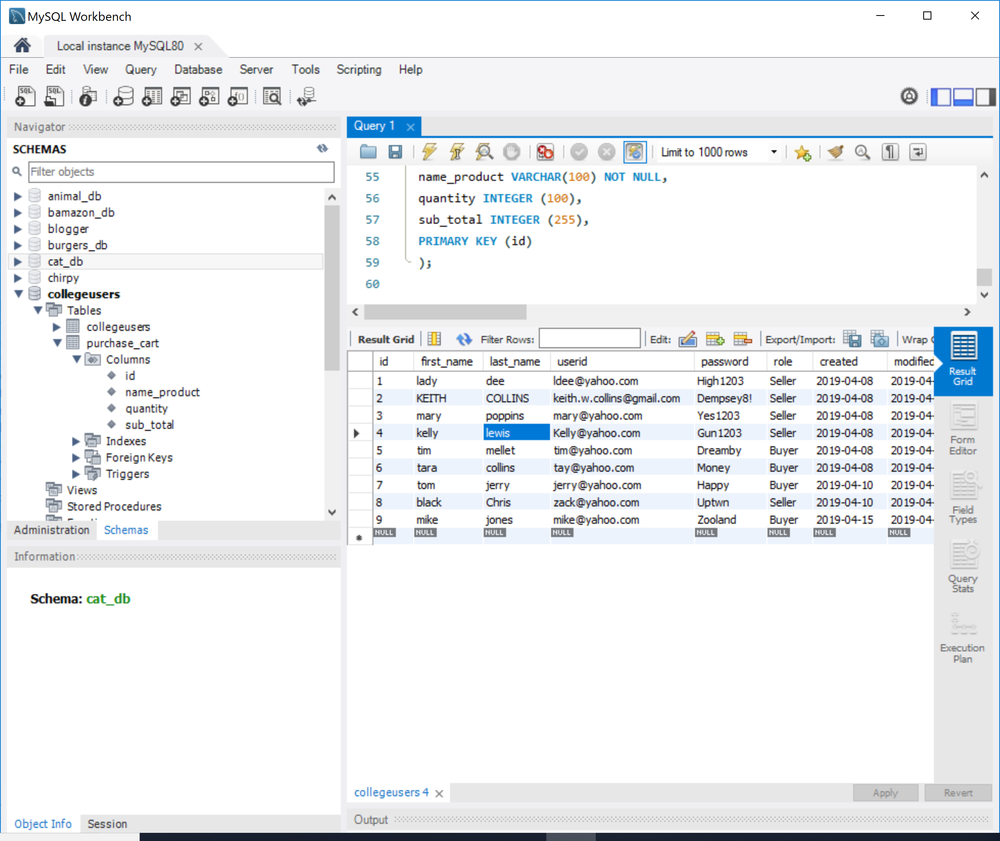 MySQL Workbench
Local instance MySQL80
File Edit View Query Database Server Tools Scripting Help
SQL SQL
Navigator
SCHEMAS
Filter objects
animal_db
bamazon_db
blogger
burgers_db
cat_db
chirpy
collegeusers
Tables
collegeusers
purchase_cart
Columns
id
name_product
quantity
sub_total
Indexes
Foreign Keys
Triggers
Views
Stored Procedures
Administration Schemas
Information
Schema: cat_db
Object Info Session
Query 1
Limit to 1000 rows
55 name_product VARCHAR(100) NOT NULL,
56 quantity INTEGER (100),
57 sub_total INTEGER (255),
58 PRIMARY KEY (id)
59 );
60
Result Grid Filter Rows: Edit: Export/Import: Wrap
id first_name last_name userid password role created modified
1 lady dee ldee@yahoo.com High1203 Seller 2019-04-08 2019-04-
2 KEITH COLLINS keith.w.collins@gmail.com Dempsey8! Seller 2019-04-08 2019-04-
3 mary poppins mary@yahoo.com Yes1203 Seller 2019-04-08 2019-04-
4 kelly lewis Kelly@yahoo.com Gun1203 Seller 2019-04-08 2019-04-
5 tim mellet tim@yahoo.com Dreamby Buyer 2019-04-08 2019-04-
6 tara collins tay@yahoo.com Money Buyer 2019-04-08 2019-04-
7 tom jerry jerry@yahoo.com Happy Buyer 2019-04-10 2019-04-
8 black Chris zack@yahoo.com Uptwn Seller 2019-04-10 2019-04-
9 mike jones mike@yahoo.com Zooland Buyer 2019-04-15 2019-04-
NULL NULL NULL NULL NULL NULL NULL NULL
Result
Grid
Form
Editor
Field
Types
Query
Stats
Execution
Plan
collegeusers 4
Apply Revert
Output